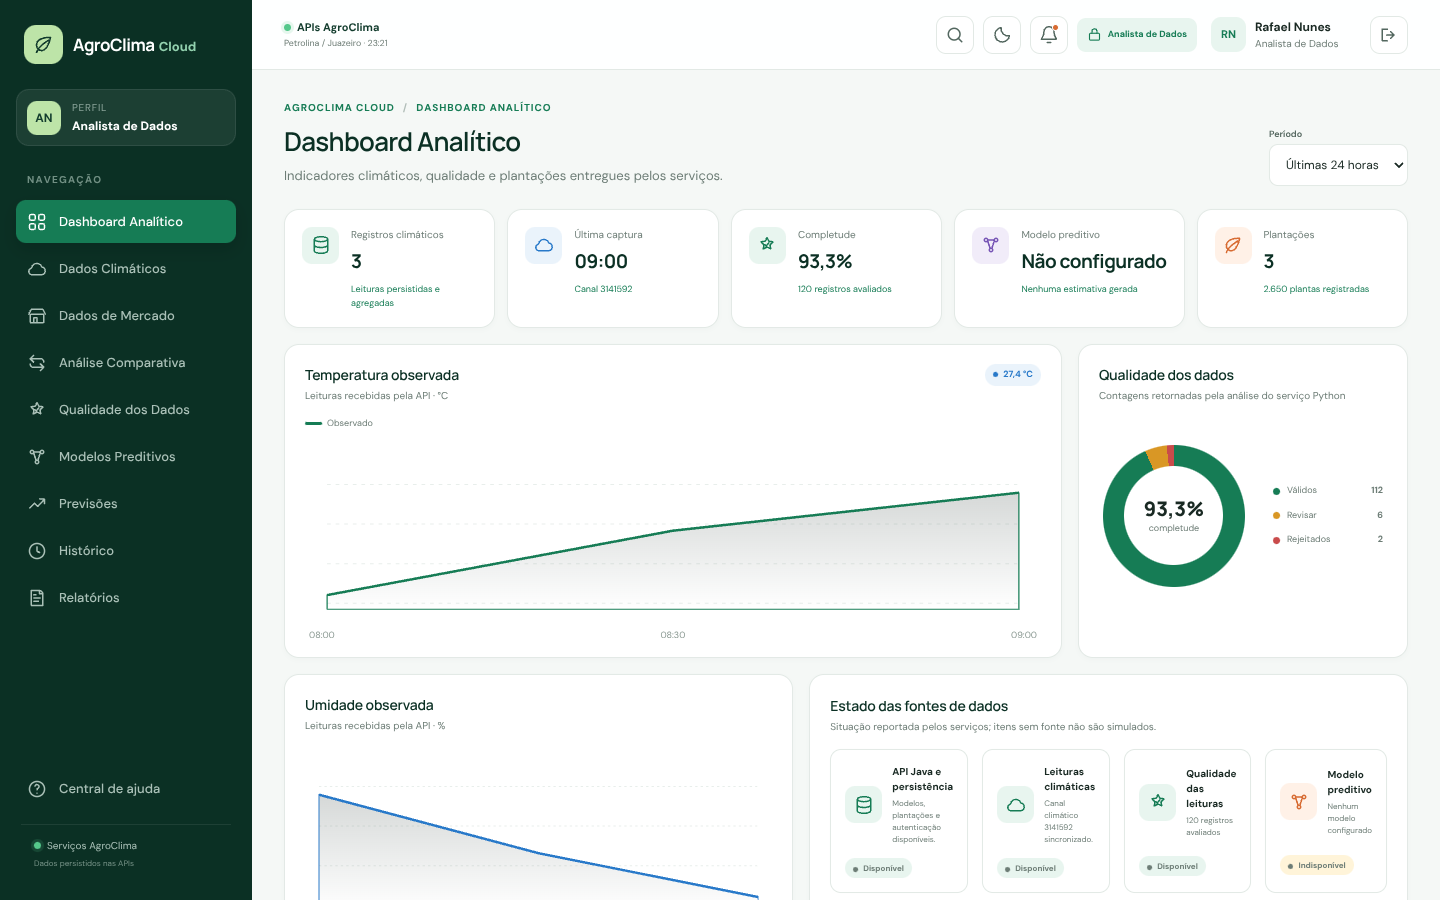 AgroClima Cloud
AN
PERFIL
Analista de Dados
NAVEGAÇÃO
Dashboard Analítico
Dados Climáticos
Dados de Mercado
Análise Comparativa
Qualidade dos Dados
Modelos Preditivos
Previsões
Histórico
Relatórios
Central de ajuda
Serviços AgroClima
Dados persistidos nas APIs
APIs AgroClima
Petrolina / Juazeiro · 23:21
Analista de Dados
RN
Rafael Nunes
Analista de Dados
AGROCLIMA CLOUD / DASHBOARD ANALÍTICO
Dashboard Analítico
Indicadores climáticos, qualidade e plantações entregues pelos serviços.
Período
Últimas 24 horas
Registros climáticos
3
Leituras persistidas e
agregadas
Última captura
09:00
Canal 3141592
Completude
93,3%
120 registros avaliados
Modelo preditivo
Não configurado
Nenhuma estimativa gerada
Plantações
3
2.650 plantas registradas
Temperatura observada
Leituras recebidas pela API · °C
27,4 °C
Observado
08:00
08:30
09:00
Qualidade dos dados
Contagens retornadas pela análise do serviço Python
93,3%
completude
Válidos 112
Revisar 6
Rejeitados 2
Umidade observada
Leituras recebidas pela API · %
Estado das fontes de dados
Situação reportada pelos serviços; itens sem fonte não são simulados.
API Java e
persistência
Modelos,
plantações e
autenticação
disponíveis.
Disponível
Leituras
climáticas
Canal
climático
3141592
sincronizado.
Disponível
Qualidade
das
leituras
120 registros
avaliados
Disponível
Modelo
preditivo
Nenhum
modelo
configurado
Indisponível